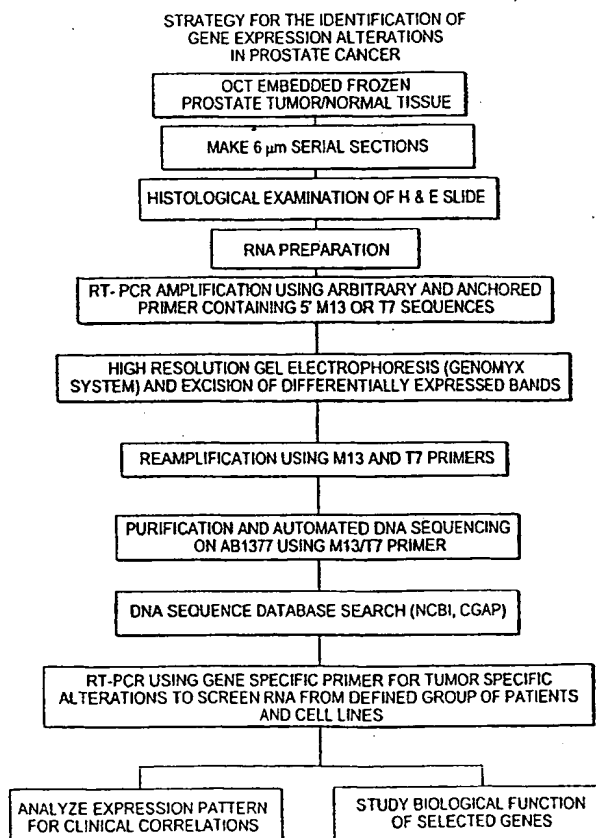 STRATEGY FOR THE IDENTIFICATION OF
GENE EXPRESSION ALTERATIONS
IN PROSTATE CANCER
OCT EMBEDDED FROZEN
PROSTATE TUMOR/NORMAL TISSUE
MAKE 6 µm SERIAL SECTIONS
HISTOLOGICAL EXAMINATION OF H & E SLIDE
RNA PREPARATION
RT- PCR AMPLIFICATION USING ARBITRARY AND ANCHORED
PRIMER CONTAINING 5' M13 OR T7 SEQUENCES
HIGH RESOLUTION GEL ELECTROPHORESIS (GENOMYX
SYSTEM) AND EXCISION OF DIFFERENTIALLY EXPRESSED BANDS
REAMPLIFICATION USING M13 AND T7 PRIMERS
PURIFICATION AND AUTOMATED DNA SEQUENCING
ON AB1377 USING M13/T7 PRIMER
DNA SEQUENCE DATABASE SEARCH (NCBI, CGAP)
RT-PCR USING GENE SPECIFIC PRIMER FOR TUMOR SPECIFIC
ALTERATIONS TO SCREEN RNA FROM DEFINED GROUP OF PATIENTS
AND CELL LINES
ANALYZE EXPRESSION PATTERN
FOR CLINICAL CORRELATIONS
STUDY BIOLOGICAL FUNCTION
OF SELECTED GENES